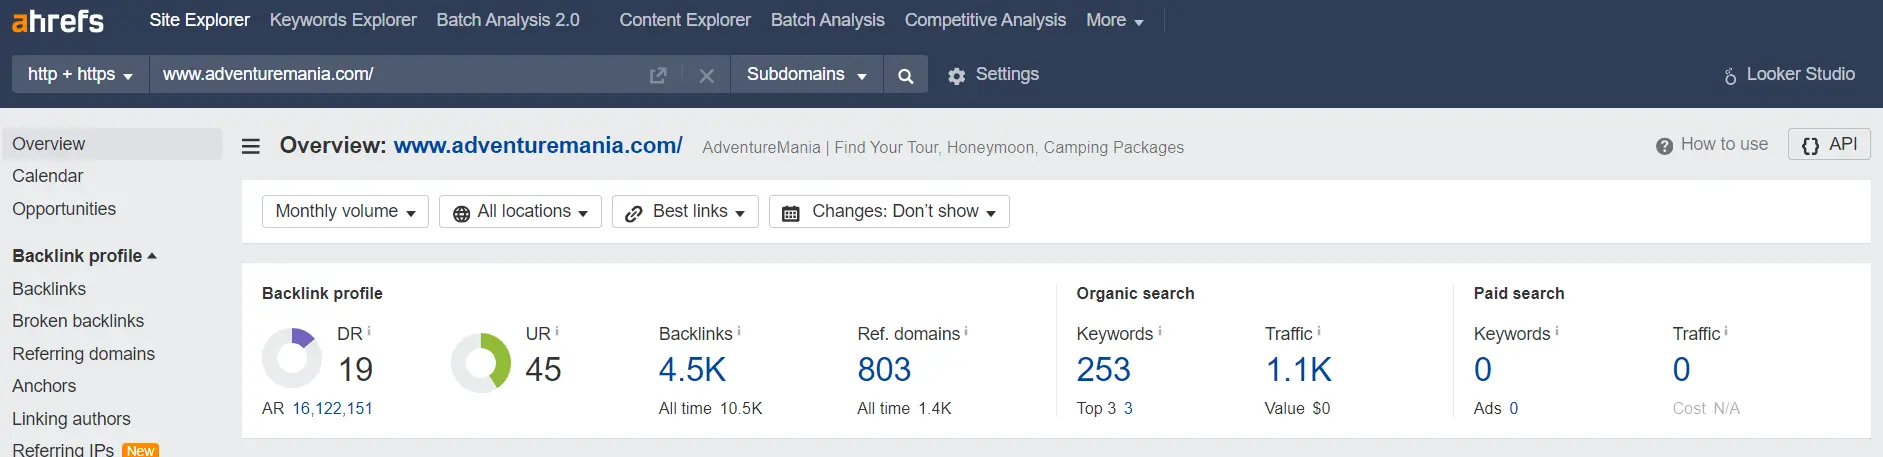 ahrefs Site Explorer Keywords Explorer Batch Analysis 2.0 Content Explorer Batch Analysis Competitive Analysis More
http + https www.adventuremania.com/ Subdomains Settings Looker Studio
Overview
Calendar
Opportunities
Backlink profile
Backlinks
Broken backlinks
Referring domains
Anchors
Linking authors
Referring IPs New
Overview: www.adventuremania.com/ AdventureMania | Find Your Tour, Honeymoon, Camping Packages How to use {} API
Monthly volume All locations Best links Changes: Don't show
Backlink profile
DR i UR i Backlinks i Ref. domains i
19 45 4.5K 803
AR 16,122,151 All time 10.5K All time 1.4K
Organic search
Keywords i Traffic i
253 1.1K
Top 3 3 Value $0
Paid search
Keywords i Traffic i
0 0
Ads 0 Cost N/A